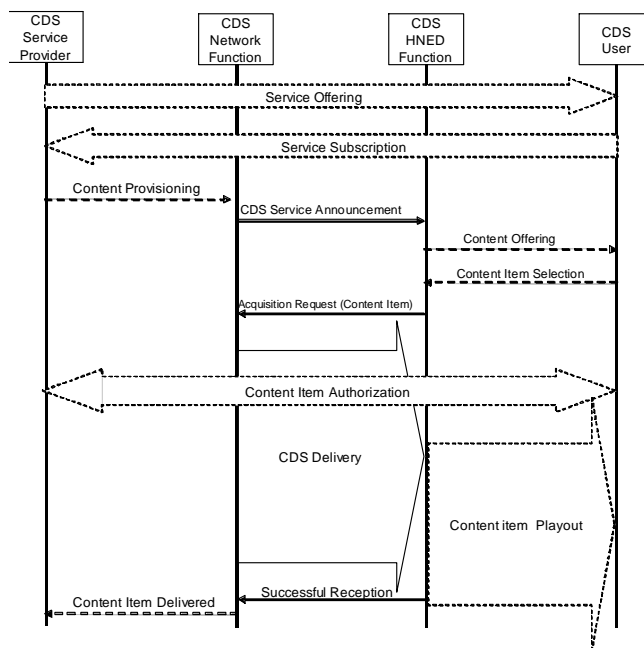 CDS
Service
Provider
CDS
Network
Function
CDS
HNED
Function
CDS
User
Service Offering
Service Subscription
Content Provisioning
CDS Service Announcement
Content Offering
Content Item Selection
Acquisition Request (Content Item)
Content Item Authorization
CDS Delivery
Content item Playout
Successful Reception
Content Item Delivered